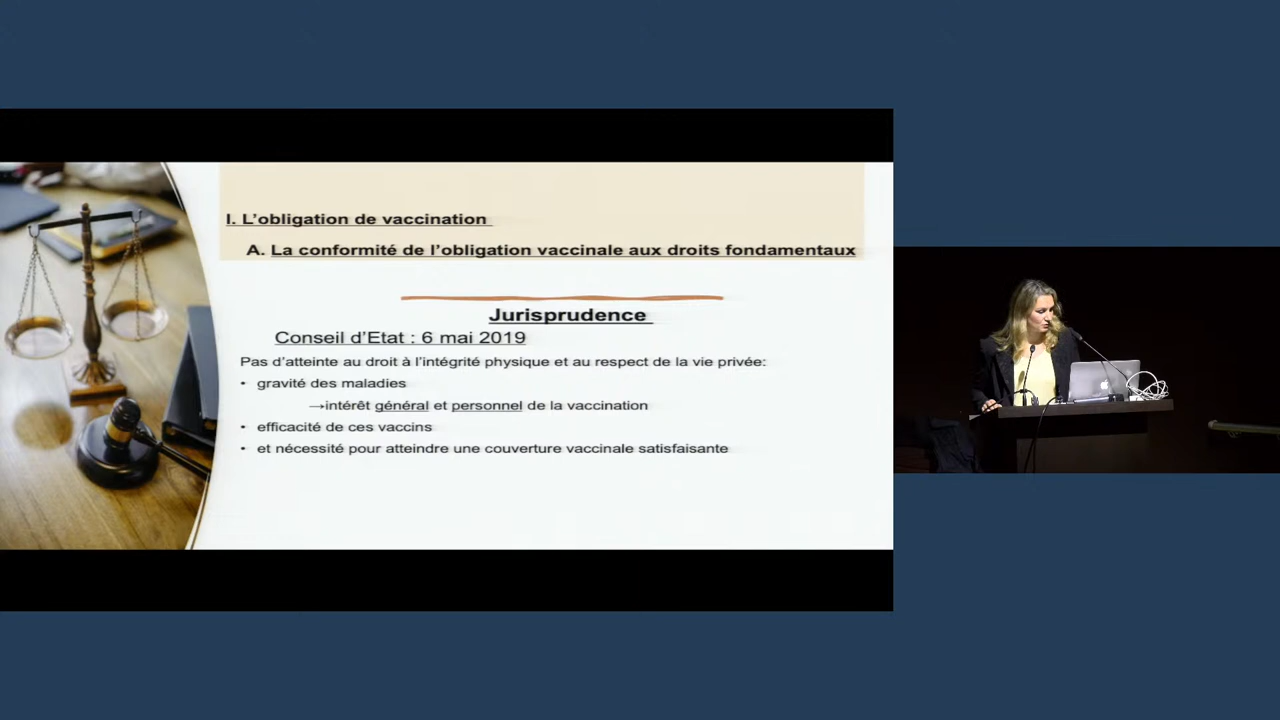 I. L'obligation de vaccination
A. La conformité de l'obligation vaccinale aux droits fondamentaux
Jurisprudence
Conseil d'Etat : 6 mai 2019
Pas d'atteinte au droit à l'intégrité physique et au respect de la vie privée:
• gravité des maladies
→intérêt général et personnel de la vaccination
• efficacité de ces vaccins
• et nécessité pour atteindre une couverture vaccinale satisfaisante